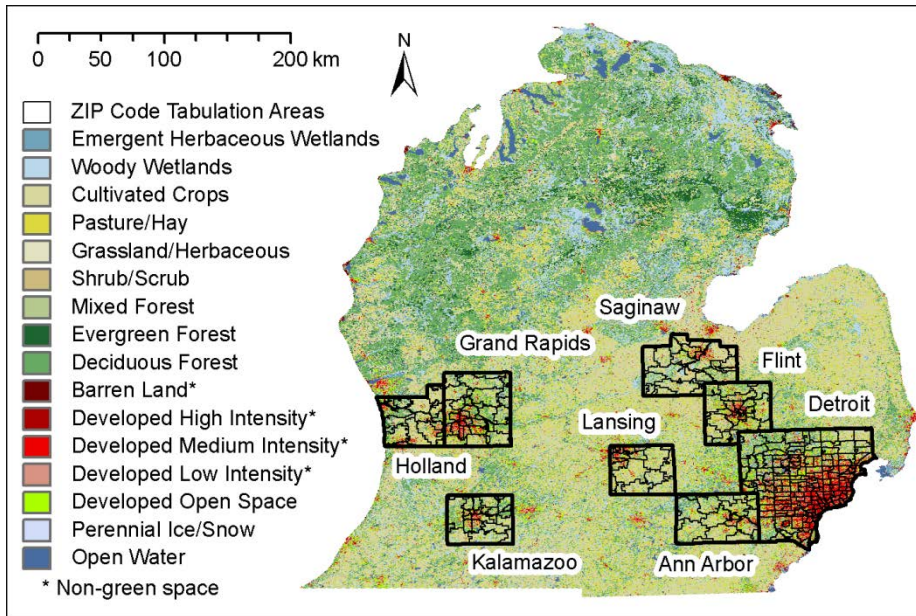 0 50 100 200 km
N
ZIP Code Tabulation Areas
Emergent Herbaceous Wetlands
Woody Wetlands
Cultivated Crops
Pasture/Hay
Grassland/Herbaceous
Shrub/Scrub
Mixed Forest
Evergreen Forest
Deciduous Forest
Barren Land*
Developed High Intensity*
Developed Medium Intensity*
Developed Low Intensity*
Developed Open Space
Perennial Ice/Snow
Open Water
* Non-green space
Saginaw
Grand Rapids
Flint
Detroit
Lansing
Holland
Kalamazoo
Ann Arbor